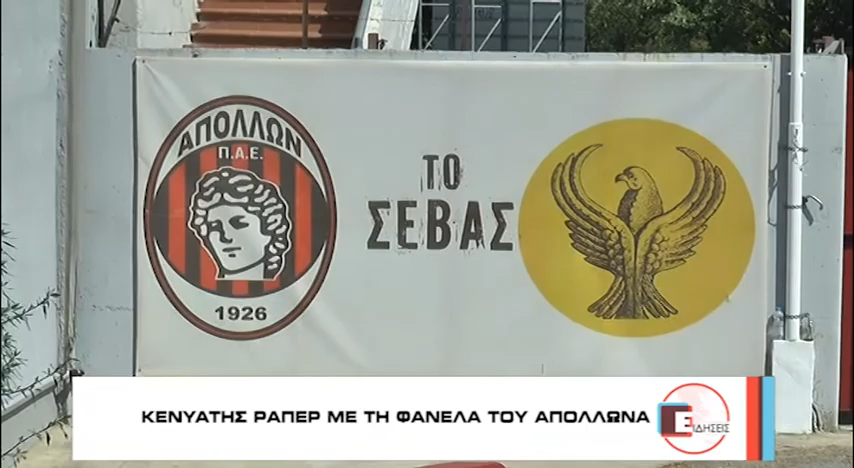 ΑΠΟΛΛΩΝ
Π.Α.Ε.
1926
ΤΟ
ΣΕΒΑΣ
ΚΕΝΥΑΤΗΣ ΡΑΠΕΡ ΜΕ ΤΗ ΦΑΝΕΛΑ ΤΟΥ ΑΠΟΛΛΩΝΑ
ΕΙΔΗΣΕΙΣ